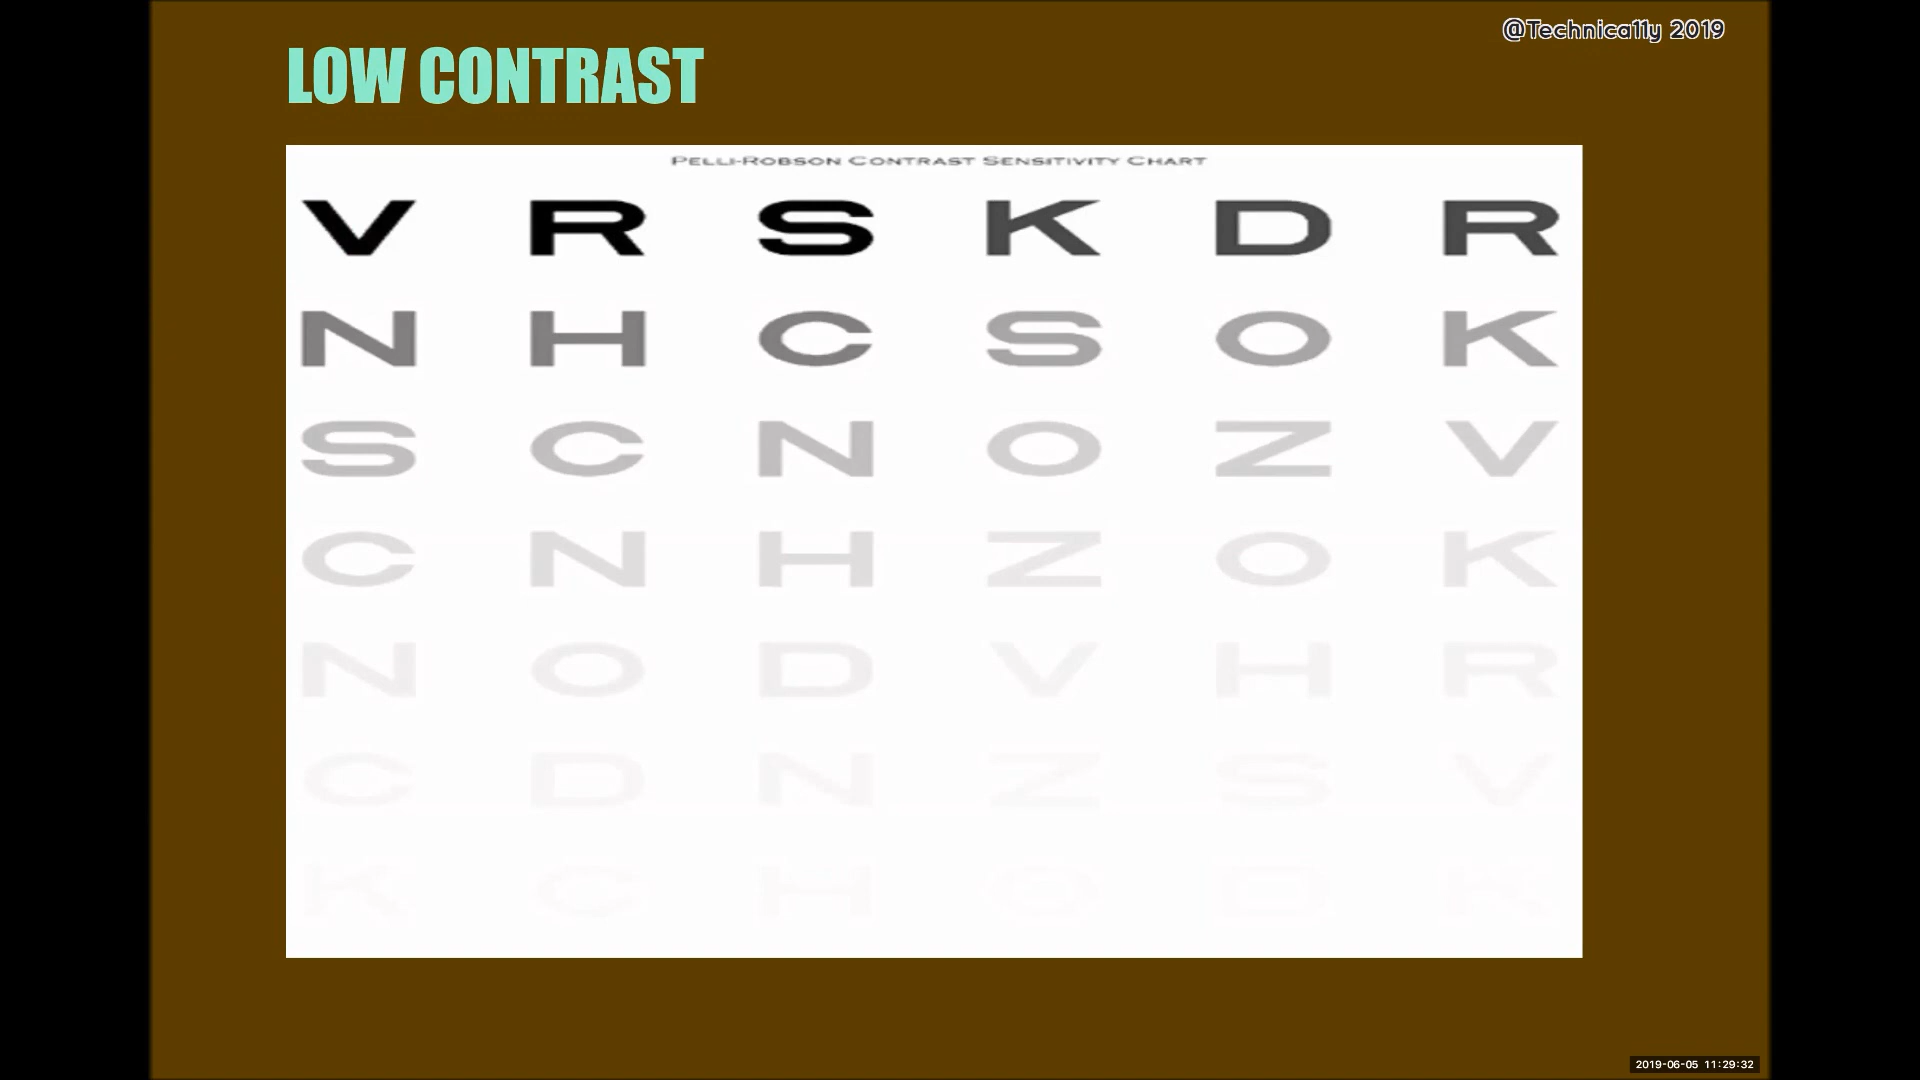 @Technica11y 2019
LOW CONTRAST
PELLI-ROBSON CONTRAST SENSITIVITY CHART
V R S K D R
N H C S O K
S C N O Z V
C N H Z O K
N O D V H R
C D N Z S V
K C H O D K
2019-06-05 11:29:32